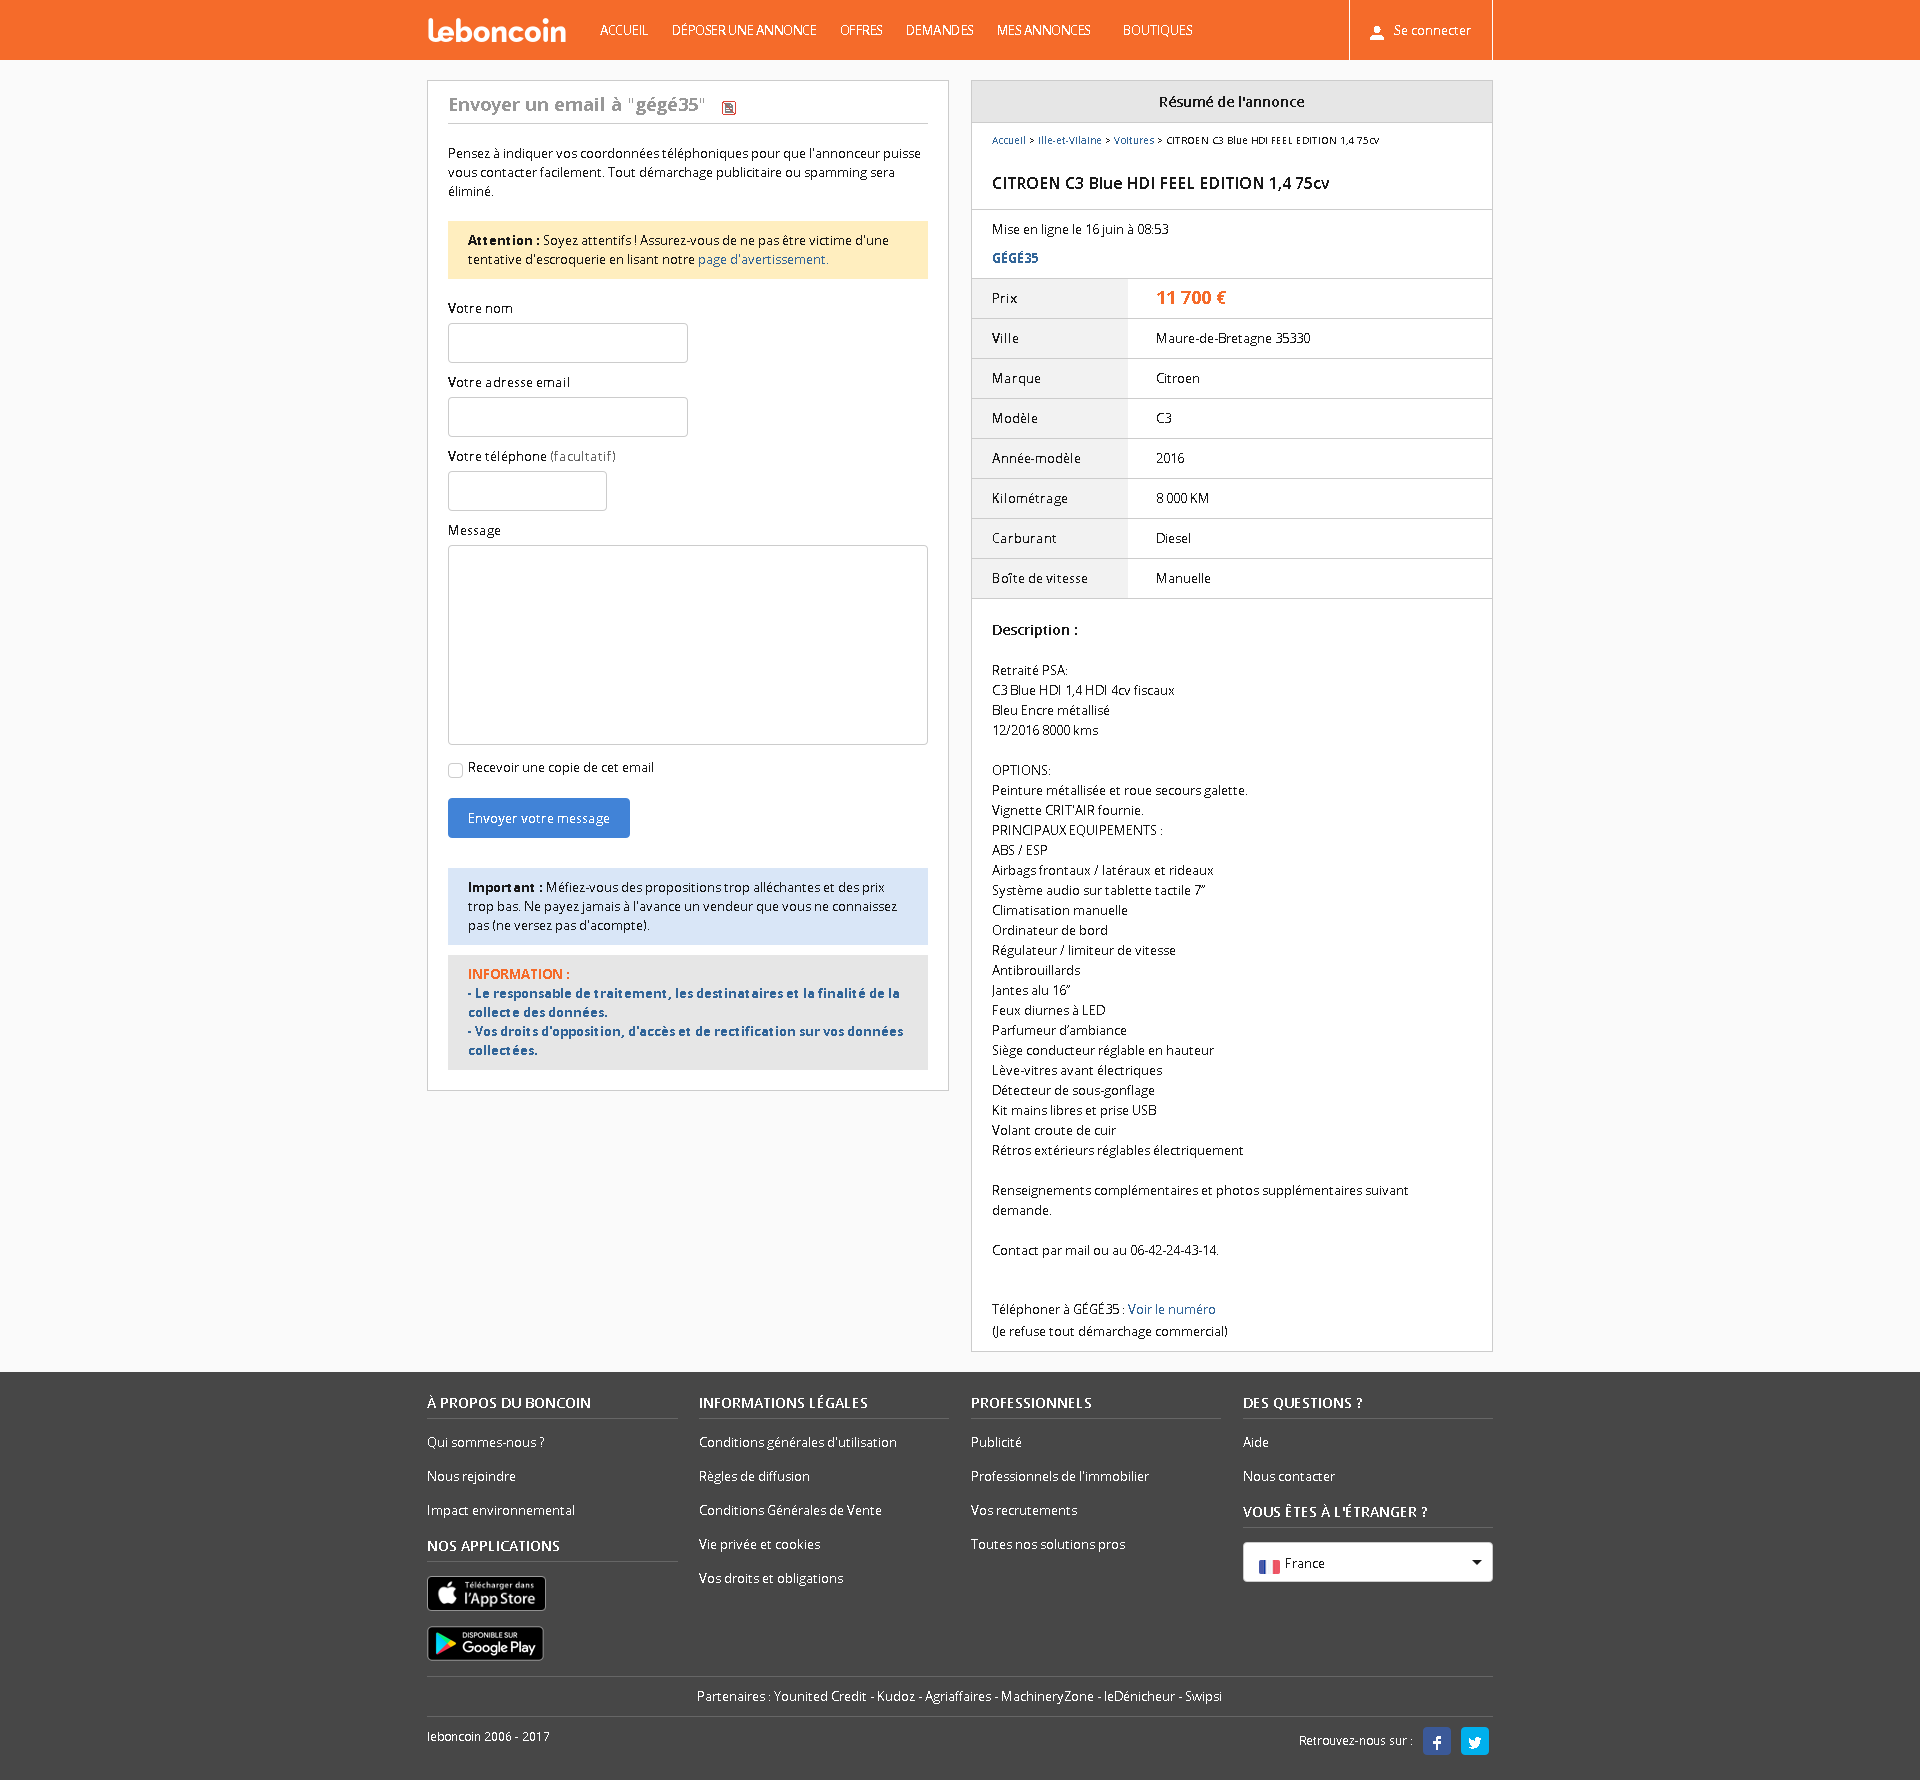 leboncoin ACCUEIL DÉPOSER UNE ANNONCE OFFRES DEMANDES MES ANNONCES BOUTIQUES Se connecter
Envoyer un email à "gégé35"
Pensez à indiquer vos coordonnées téléphoniques pour que l'annonceur puisse
vous contacter facilement. Tout démarchage publicitaire ou spamming sera
éliminé.
Attention : Soyez attentifs ! Assurez-vous de ne pas être victime d'une
tentative d'escroquerie en lisant notre page d'avertissement.
Votre nom
Votre adresse email
Votre téléphone (facultatif)
Message
Recevoir une copie de cet email
Envoyer votre message
Important : Méfiez-vous des propositions trop alléchantes et des prix
trop bas. Ne payez jamais à l'avance un vendeur que vous ne connaissez
pas (ne versez pas d'acompte).
INFORMATION :
- Le responsable de traitement, les destinataires et la finalité de la
collecte des données.
- Vos droits d'opposition, d'accès et de rectification sur vos données
collectées.
Résumé de l'annonce
Accueil > Ille-et-Vilaine > Voitures > CITROEN C3 Blue HDI FEEL EDITION 1,4 75cv
CITROEN C3 Blue HDI FEEL EDITION 1,4 75cv
Mise en ligne le 16 juin à 08:53
GÉGÉ35
Prix 11 700 €
Ville Maure-de-Bretagne 35330
Marque Citroen
Modèle C3
Année-modèle 2016
Kilométrage 8 000 KM
Carburant Diesel
Boîte de vitesse Manuelle
Description :
Retraité PSA:
C3 Blue HDI 1,4 HDI 4cv fiscaux
Bleu Encre métallisé
12/2016 8000 kms
OPTIONS:
Peinture métallisée et roue secours galette.
Vignette CRIT'AIR fournie.
PRINCIPAUX EQUIPEMENTS :
ABS / ESP
Airbags frontaux / latéraux et rideaux
Système audio sur tablette tactile 7’’
Climatisation manuelle
Ordinateur de bord
Régulateur / limiteur de vitesse
Antibrouillards
Jantes alu 16’’
Feux diurnes à LED
Parfumeur d’ambiance
Siège conducteur réglable en hauteur
Lève-vitres avant électriques
Détecteur de sous-gonflage
Kit mains libres et prise USB
Volant croute de cuir
Rétros extérieurs réglables électriquement
Renseignements complémentaires et photos supplémentaires suivant
demande.
Contact par mail ou au 06-42-24-43-14.
Téléphoner à GÉGÉ35 : Voir le numéro
(Je refuse tout démarchage commercial)
À PROPOS DU BONCOIN
Qui sommes-nous ?
Nous rejoindre
Impact environnemental
NOS APPLICATIONS
Télécharger dans
l'App Store
DISPONIBLE SUR
Google Play
INFORMATIONS LÉGALES
Conditions générales d'utilisation
Règles de diffusion
Conditions Générales de Vente
Vie privée et cookies
Vos droits et obligations
PROFESSIONNELS
Publicité
Professionnels de l'immobilier
Vos recrutements
Toutes nos solutions pros
DES QUESTIONS ?
Aide
Nous contacter
VOUS ÊTES À L'ÉTRANGER ?
France
Partenaires : Younited Credit - Kudoz - Agriaffaires - MachineryZone - leDénicheur - Swipsi
leboncoin 2006 - 2017
Retrouvez-nous sur :